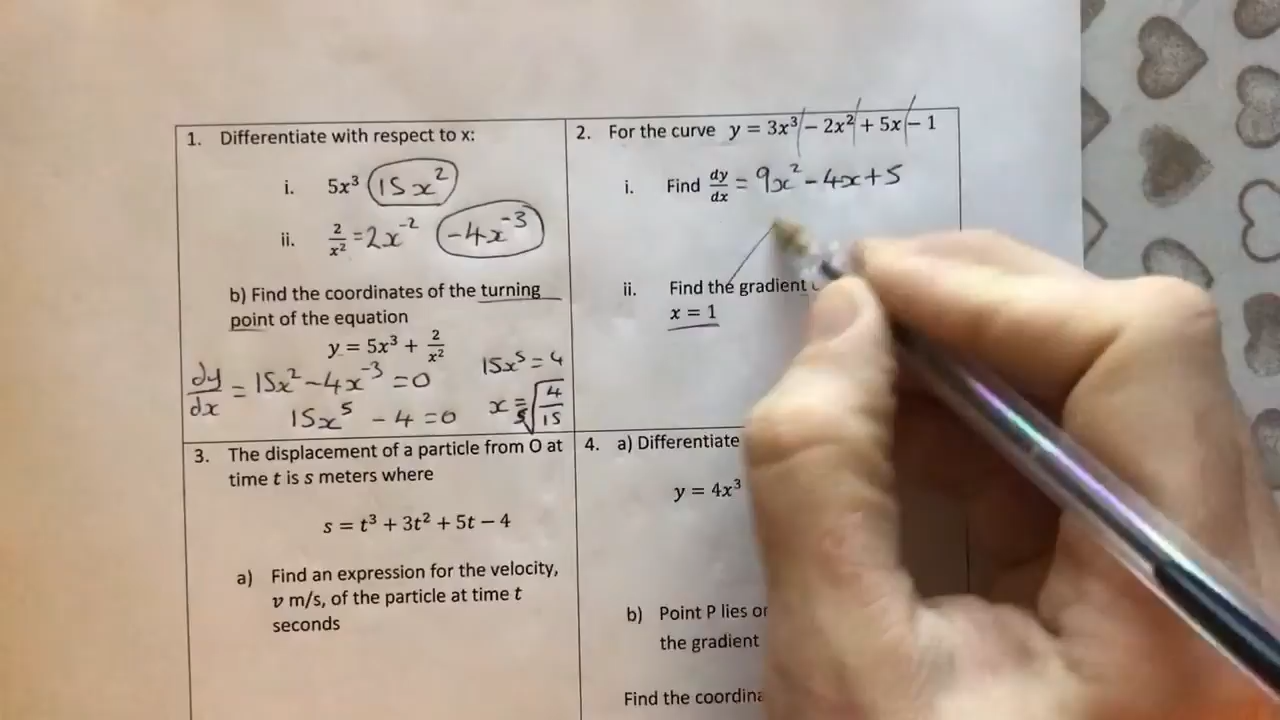 1. Differentiate with respect to x:
i. 5x³ 15x²
ii. 2/x² = 2x⁻² -4x⁻³
b) Find the coordinates of the turning
point of the equation
y = 5x³ + 2/x²
dy/dx = 15x² - 4x⁻³ = 0
15x⁵ - 4 = 0
15x⁵ = 4
x = ⁵√(4/15)
2. For the curve y = 3x³ - 2x² + 5x - 1
i. Find dy/dx = 9x² - 4x + 5
ii. Find the gradient
x = 1
3. The displacement of a particle from O at
time t is s meters where
s = t³ + 3t² + 5t - 4
a) Find an expression for the velocity,
v m/s, of the particle at time t
seconds
4. a) Differentiate
y = 4x³
b) Point P lies
the gradient
Find the